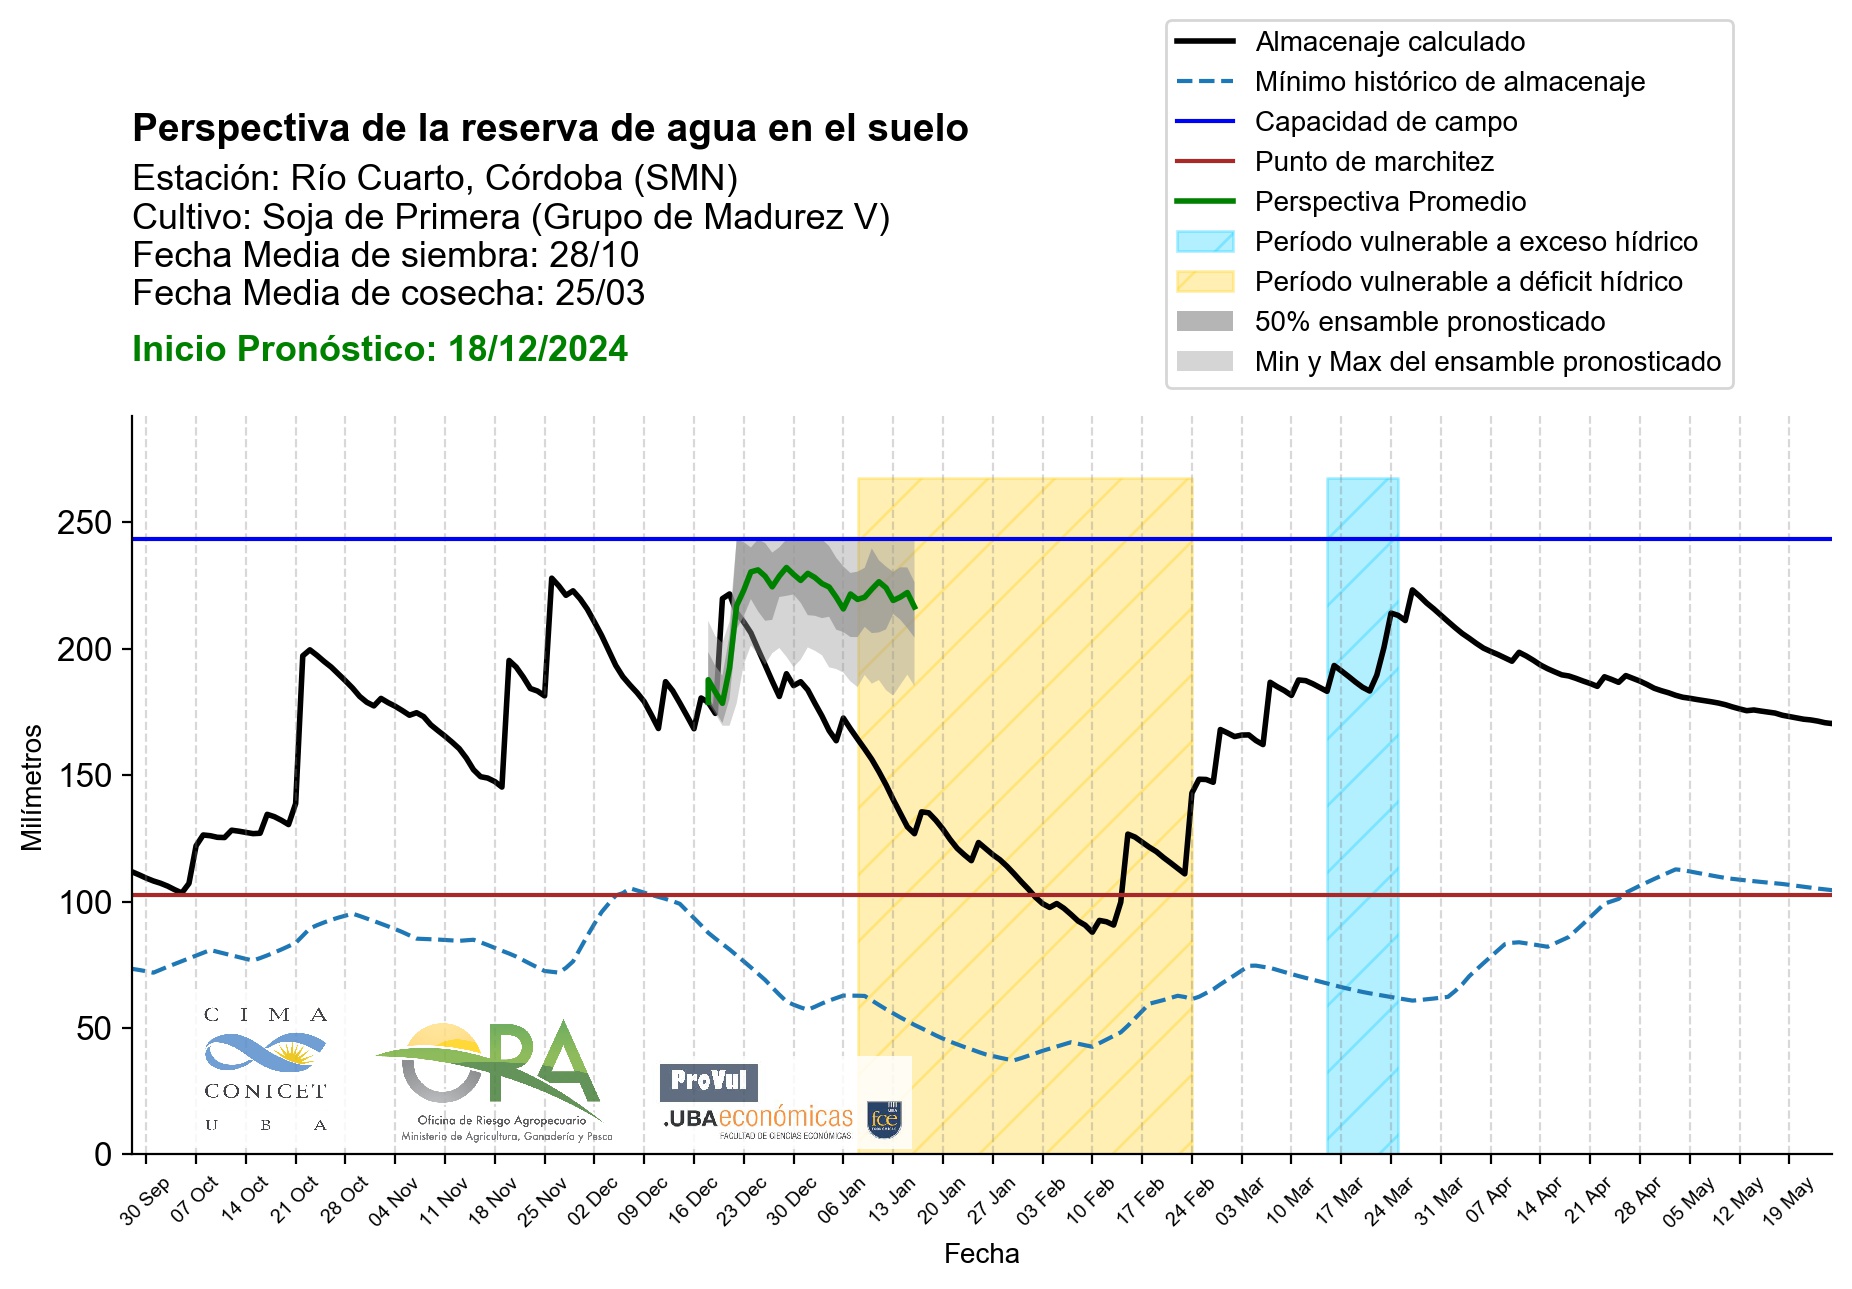 Almacenaje calculado
Mínimo histórico de almacenaje
Capacidad de campo
Punto de marchitez
Perspectiva Promedio
Período vulnerable a exceso hídrico
Período vulnerable a déficit hídrico
50% ensamble pronosticado
Min y Max del ensamble pronosticado
Perspectiva de la reserva de agua en el suelo
Estación: Río Cuarto, Córdoba (SMN)
Cultivo: Soja de Primera (Grupo de Madurez V)
Fecha Media de siembra: 28/10
Fecha Media de cosecha: 25/03
Inicio Pronóstico: 18/12/2024
Milímetros
250
200
150
100
50
0
C I M A
CONICET
U B A
ORA
Oficina de Riesgo Agropecuario
Ministerio de Agricultura, Ganadería y Pesca
ProVul
.UBAeconómicas
FACULTAD DE CIENCIAS ECONÓMICAS
fce
30 Sep
07 Oct
14 Oct
21 Oct
28 Oct
04 Nov
11 Nov
18 Nov
25 Nov
02 Dec
09 Dec
16 Dec
23 Dec
30 Dec
06 Jan
13 Jan
20 Jan
27 Jan
03 Feb
10 Feb
17 Feb
24 Feb
03 Mar
10 Mar
17 Mar
24 Mar
31 Mar
07 Apr
14 Apr
21 Apr
28 Apr
05 May
12 May
19 May
Fecha